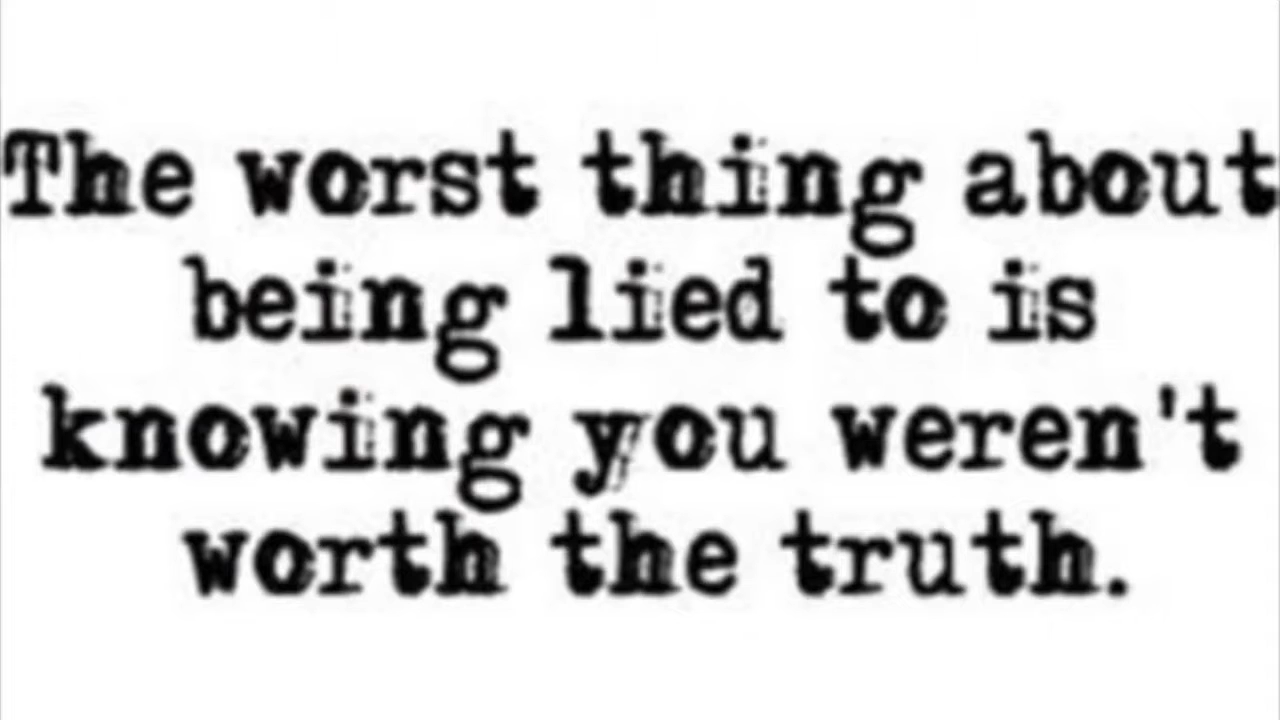 The worst thing about
being lied to is
knowing you weren't
worth the truth.